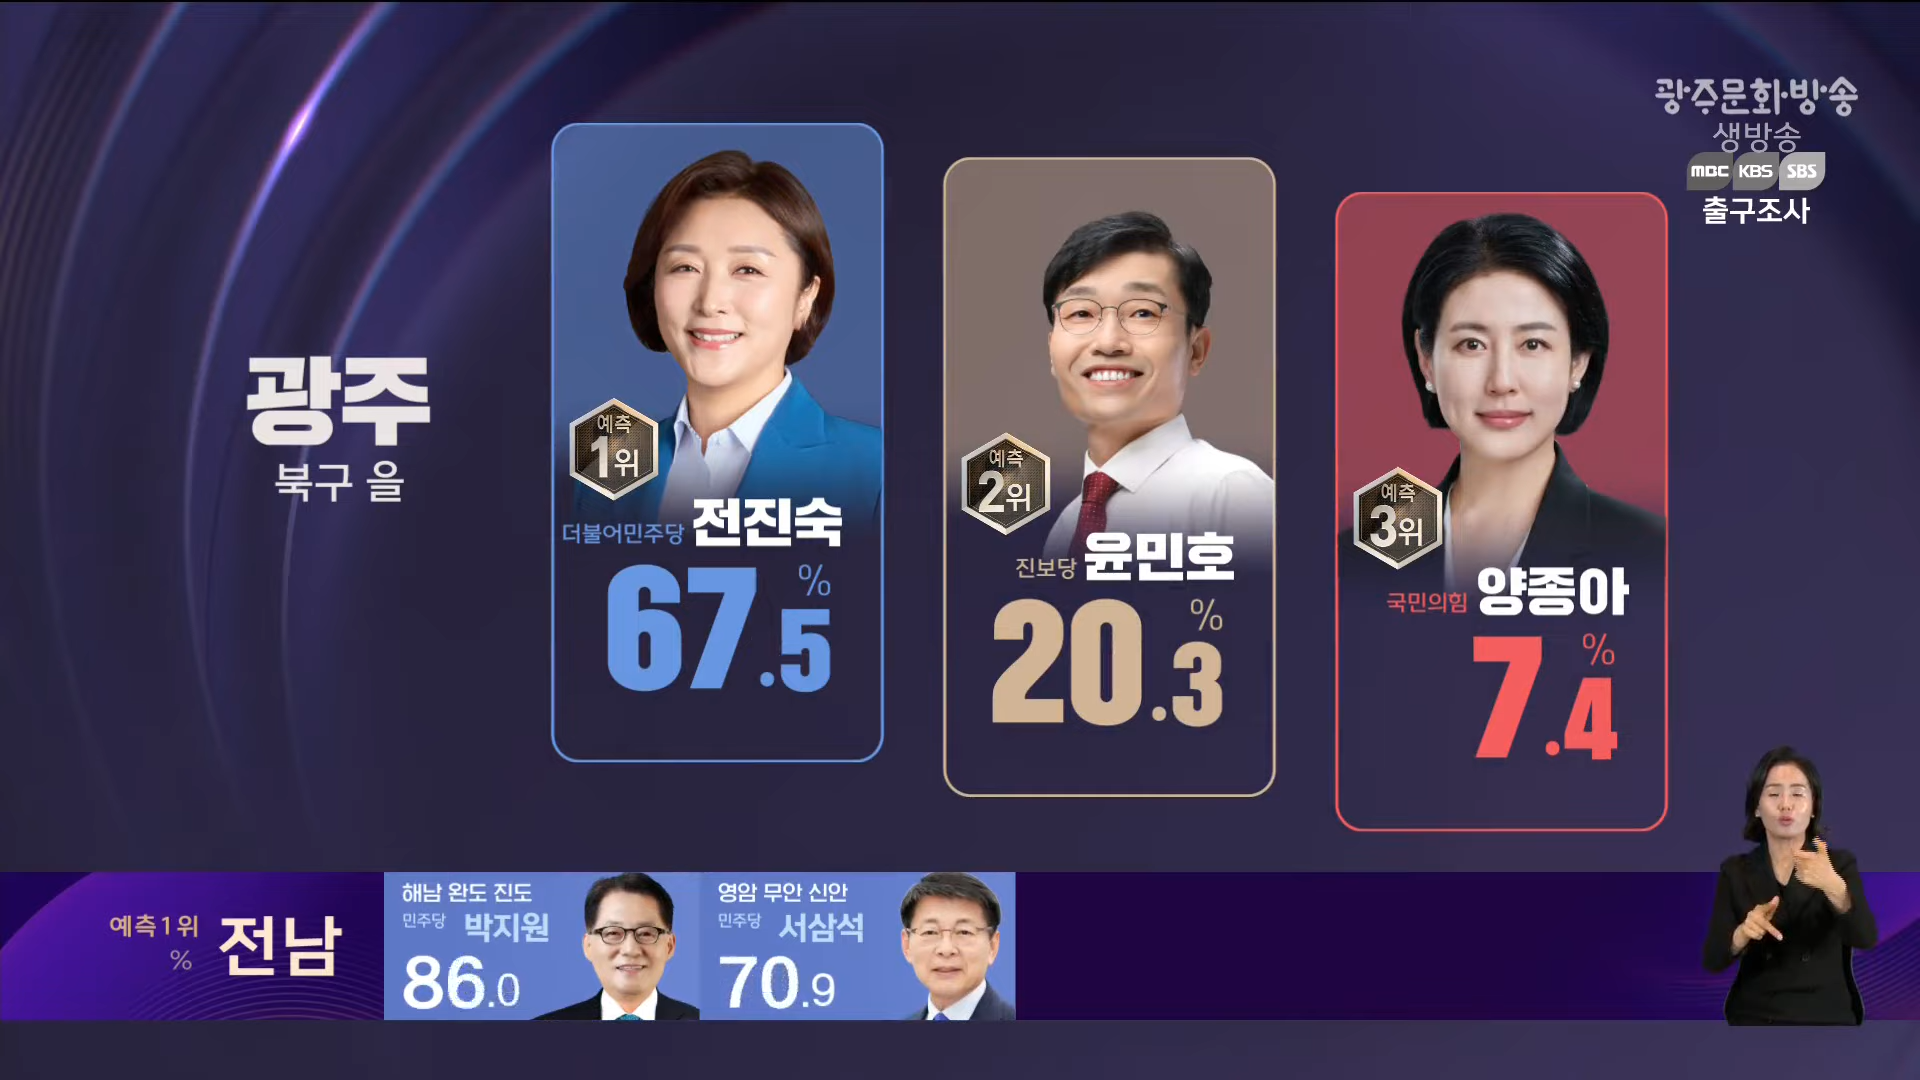 광주문화방송
생방송
MBC KBS SBS
출구조사
광주
북구 을
예측
1위
더불어민주당 전진숙
67.5%
예측
2위
진보당 윤민호
20.3%
예측
3위
국민의힘 양종아
7.4%
예측1위
%
전남
해남 완도 진도
민주당 박지원
86.0
영암 무안 신안
민주당 서삼석
70.9